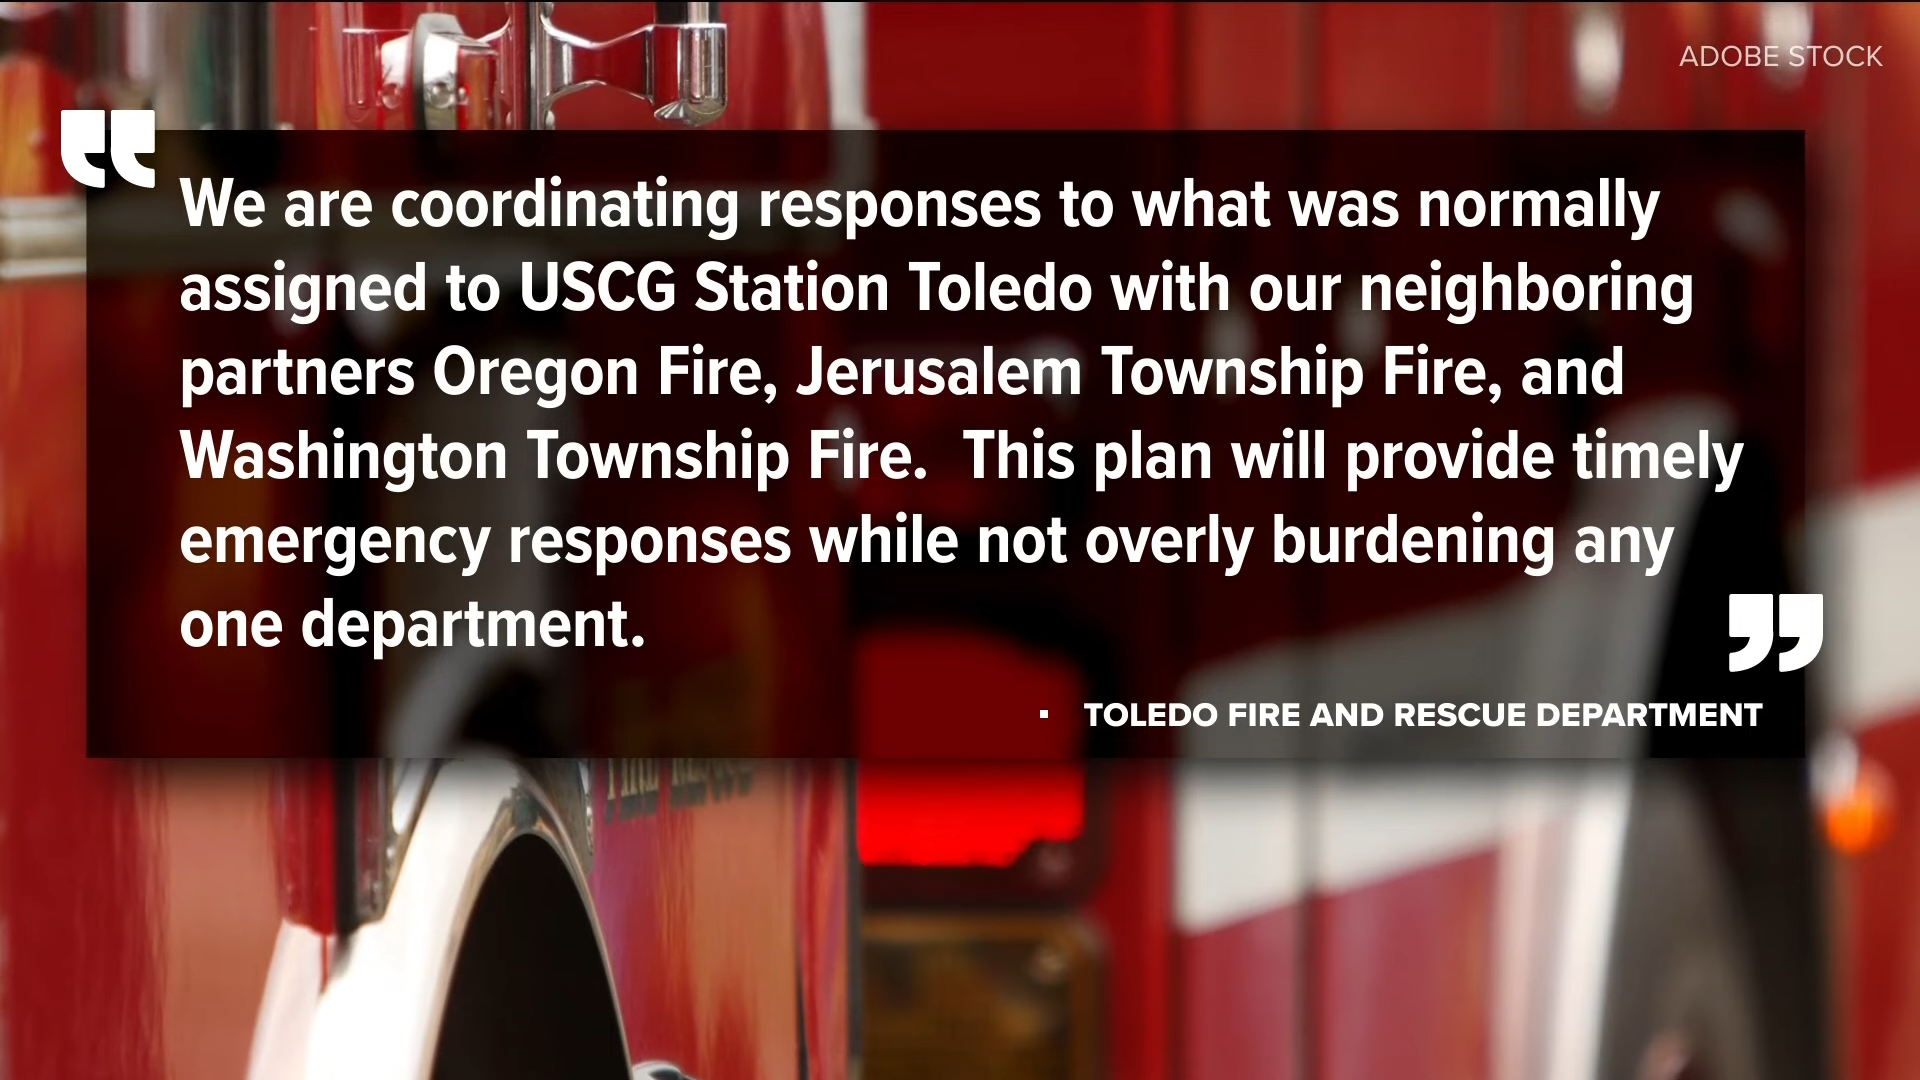 ADOBE STOCK
“
We are coordinating responses to what was normally
assigned to USCG Station Toledo with our neighboring
partners Oregon Fire, Jerusalem Township Fire, and
Washington Township Fire.  This plan will provide timely
emergency responses while not overly burdening any
one department.
”
▪ TOLEDO FIRE AND RESCUE DEPARTMENT